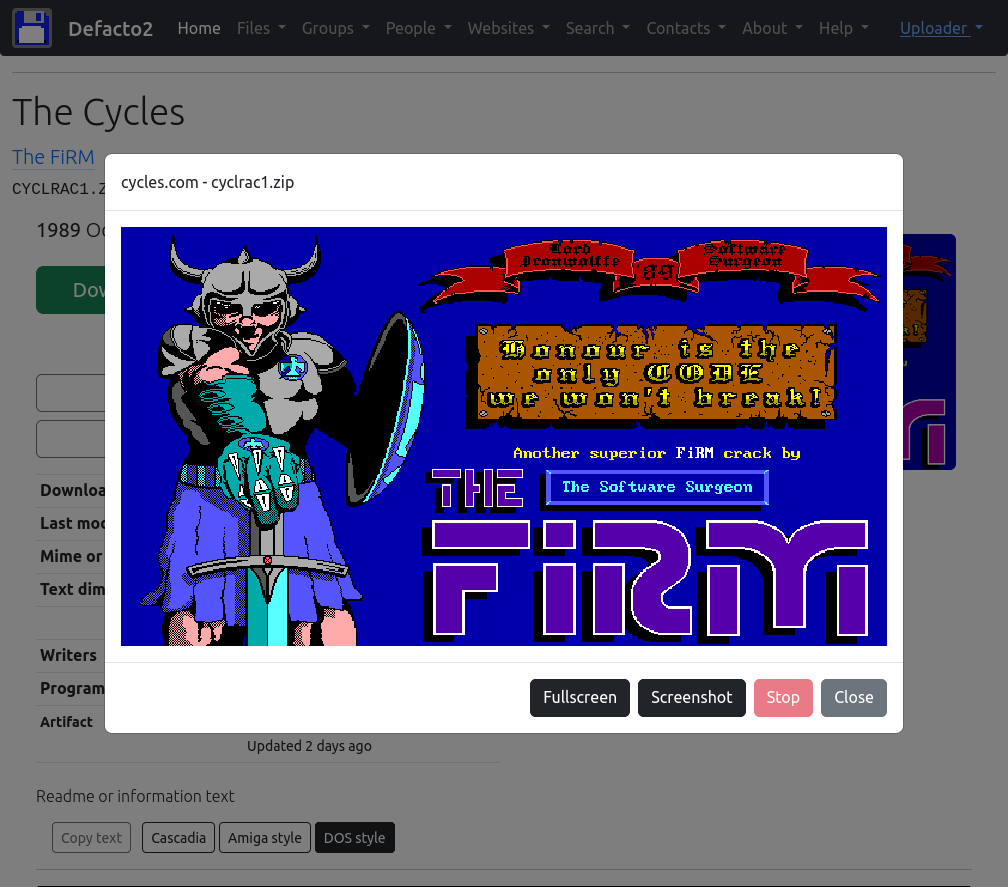 Defacto2 Home Files Groups People Websites Search Contacts About Help Uploader
The Cycles
The FiRM
CYCLRAC1.Z
1989 Oc
Dow
cycles.com - cyclrac1.zip
Lord
Ironwolffe
'89
Software
Surgeon
Honour is the
only CODE
we won't break!
Another superior FiRM crack by
THE
The Software Surgeon
FiRM
Downloa
Last mod
Mime or
Text dim
Writers
Program
Artifact
Fullscreen Screenshot Stop Close
Updated 2 days ago
Readme or information text
Copy text Cascadia Amiga style DOS style